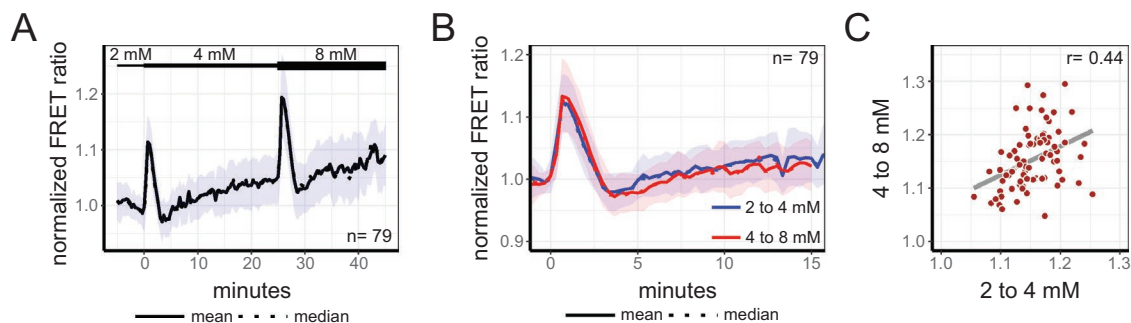 A
normalized FRET ratio
2 mM 4 mM 8 mM
1.2
1.1
1.0
n= 79
0 10 20 30 40
minutes
mean median
B
normalized FRET ratio
n= 79
1.2
1.1
1.0
0.9
2 to 4 mM
4 to 8 mM
0 5 10 15
minutes
mean median
C
4 to 8 mM
r= 0.44
1.3
1.2
1.1
1.0
1.0 1.1 1.2 1.3
2 to 4 mM